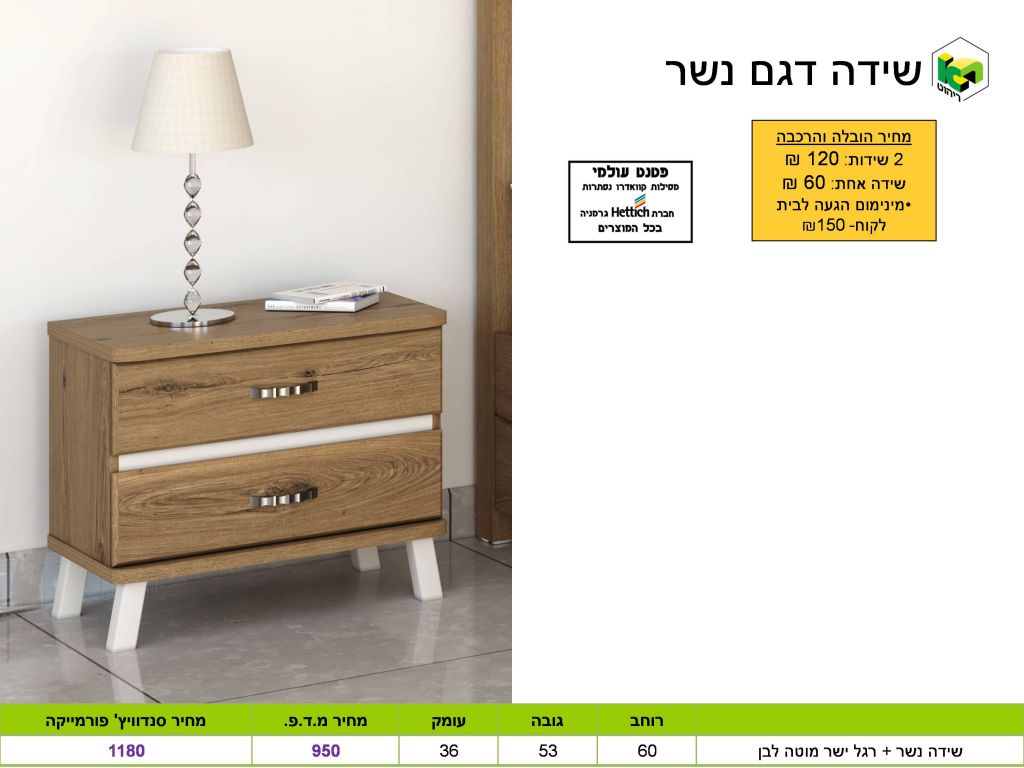 שידה דגם נשר
ריהוט
מחיר הובלה והרכבה
2 שידות: 120 ₪
שידה אחת: 60 ₪
•מינימום הגעה לבית
לקוח- 150₪
פטנט עולמי
מסילות קוואדרו נסתרות
חברת Hettich גרמניה
בכל המוצרים
רוחב גובה עומק מחיר מ.ד.פ. מחיר סנדוויץ' פורמייקה
שידה נשר + רגל ישר מוטה לבן 60 53 36 950 1180